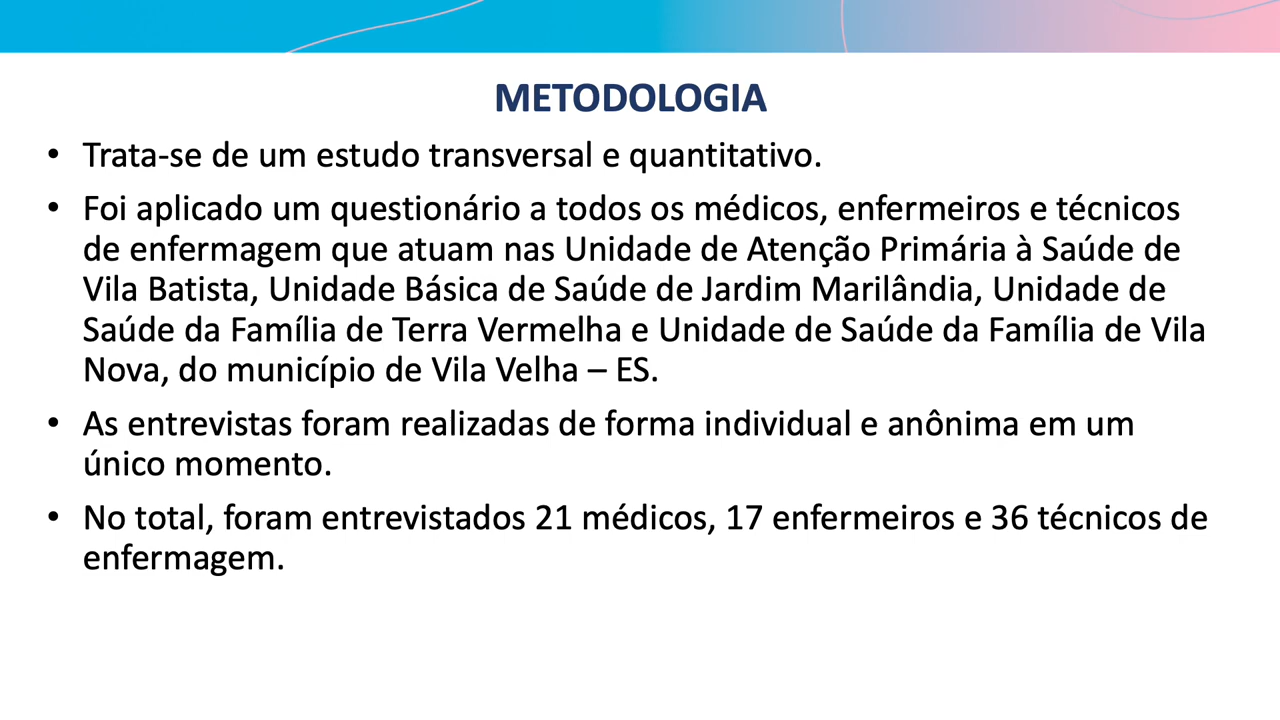 METODOLOGIA
• Trata-se de um estudo transversal e quantitativo.
• Foi aplicado um questionário a todos os médicos, enfermeiros e técnicos
de enfermagem que atuam nas Unidade de Atenção Primária à Saúde de
Vila Batista, Unidade Básica de Saúde de Jardim Marilândia, Unidade de
Saúde da Família de Terra Vermelha e Unidade de Saúde da Família de Vila
Nova, do município de Vila Velha – ES.
• As entrevistas foram realizadas de forma individual e anônima em um
único momento.
• No total, foram entrevistados 21 médicos, 17 enfermeiros e 36 técnicos de
enfermagem.